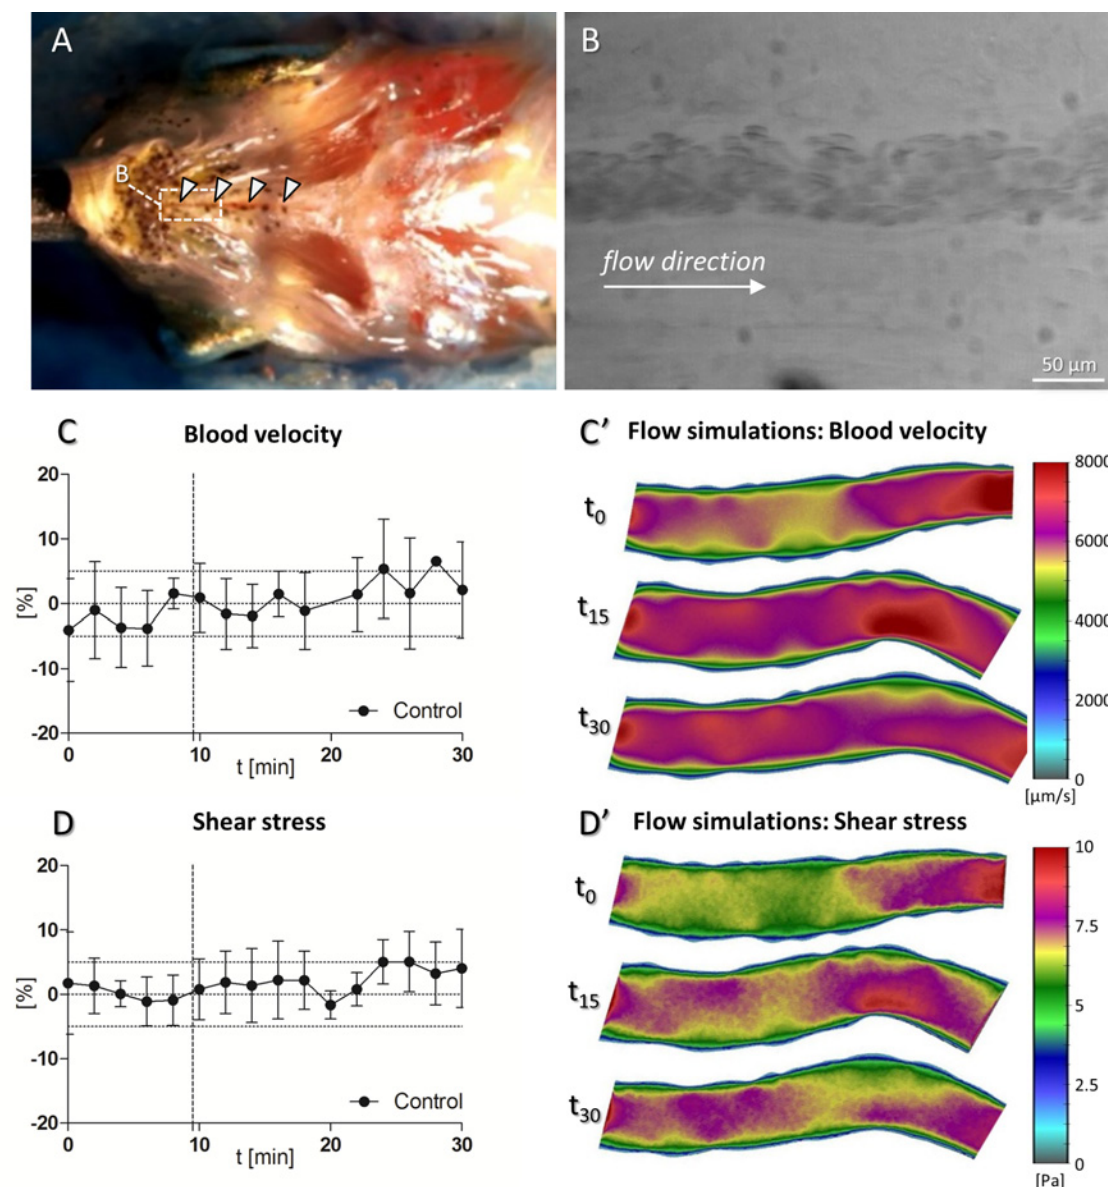 A
B
B
flow direction
50 µm
C
Blood velocity
20
10
0
-10
-20
[%]
0
10
20
30
t [min]
Control
C’
Flow simulations: Blood velocity
t0
t15
t30
8000
6000
4000
2000
0
[µm/s]
D
Shear stress
20
10
0
-10
-20
[%]
0
10
20
30
t [min]
Control
D’
Flow simulations: Shear stress
t0
t15
t30
10
7.5
5
2.5
0
[Pa]